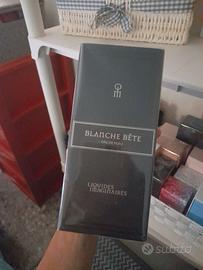 BLANCHE BÊTE
EAU DE PARFUM
LIQUIDES
IMAGINAIRES
subito